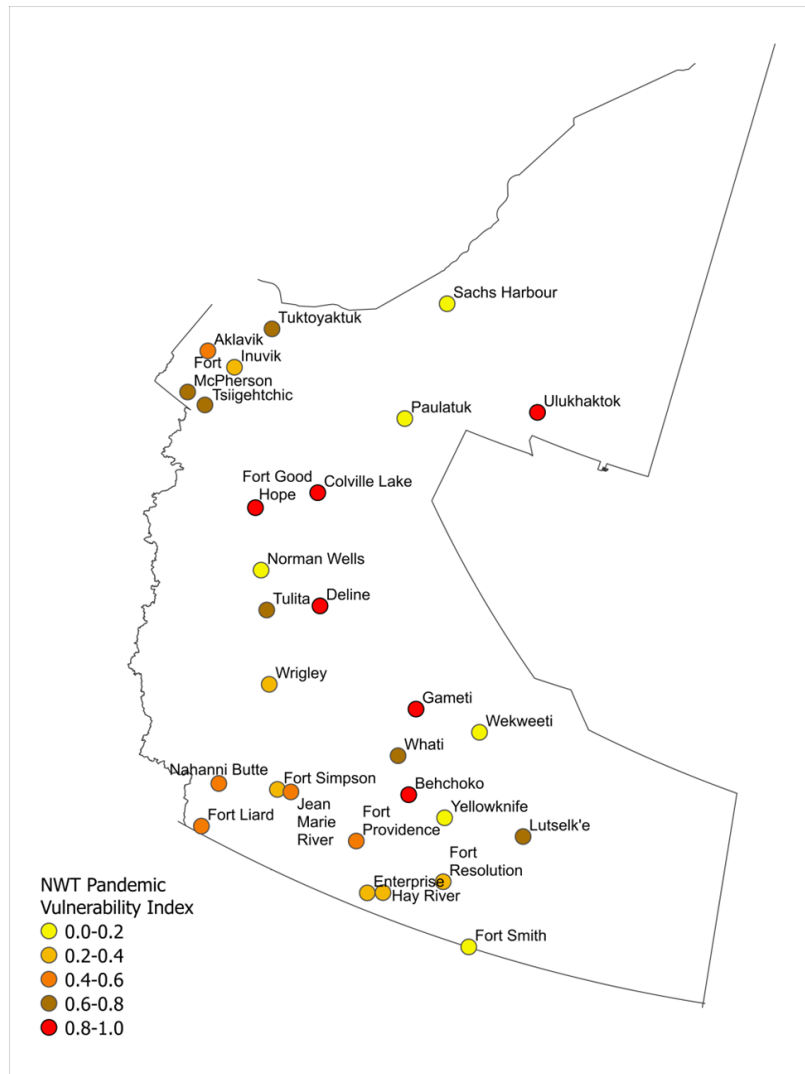 Sachs Harbour
Tuktoyaktuk
Aklavik
Fort
McPherson
Inuvik
Tsiigehtchic
Paulatuk
Ulukhaktok
Fort Good
Hope
Colville Lake
Norman Wells
Tulita
Deline
Wrigley
Gameti
Wekweeti
Whati
Nahanni Butte
Fort Simpson
Behchoko
Jean
Marie
River
Fort
Providence
Yellowknife
Fort Liard
Lutselk'e
Fort
Resolution
Enterprise
Hay River
Fort Smith
NWT Pandemic
Vulnerability Index
0.0-0.2
0.2-0.4
0.4-0.6
0.6-0.8
0.8-1.0